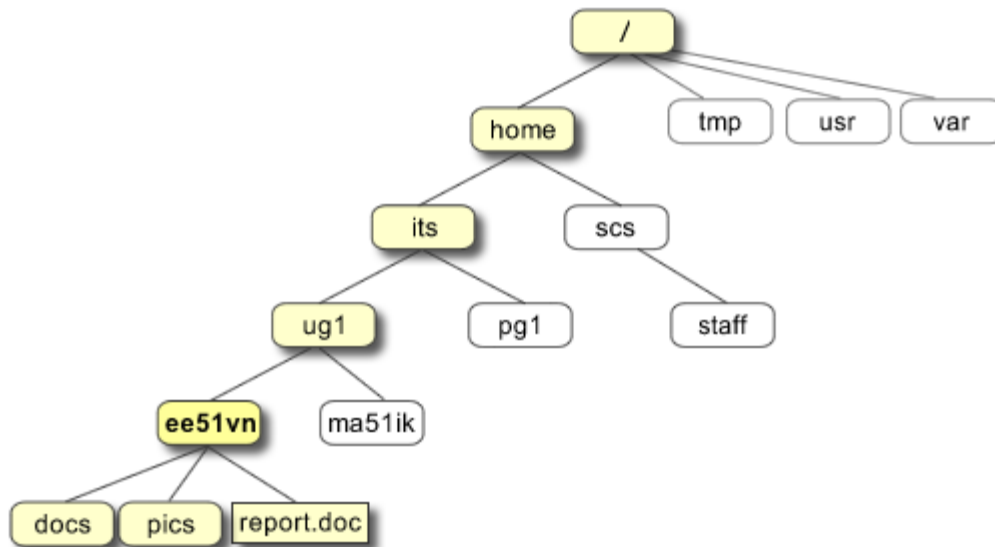 /
home
tmp
usr
var
its
scs
ug1
pg1
staff
ee51vn
ma51ik
docs
pics
report.doc